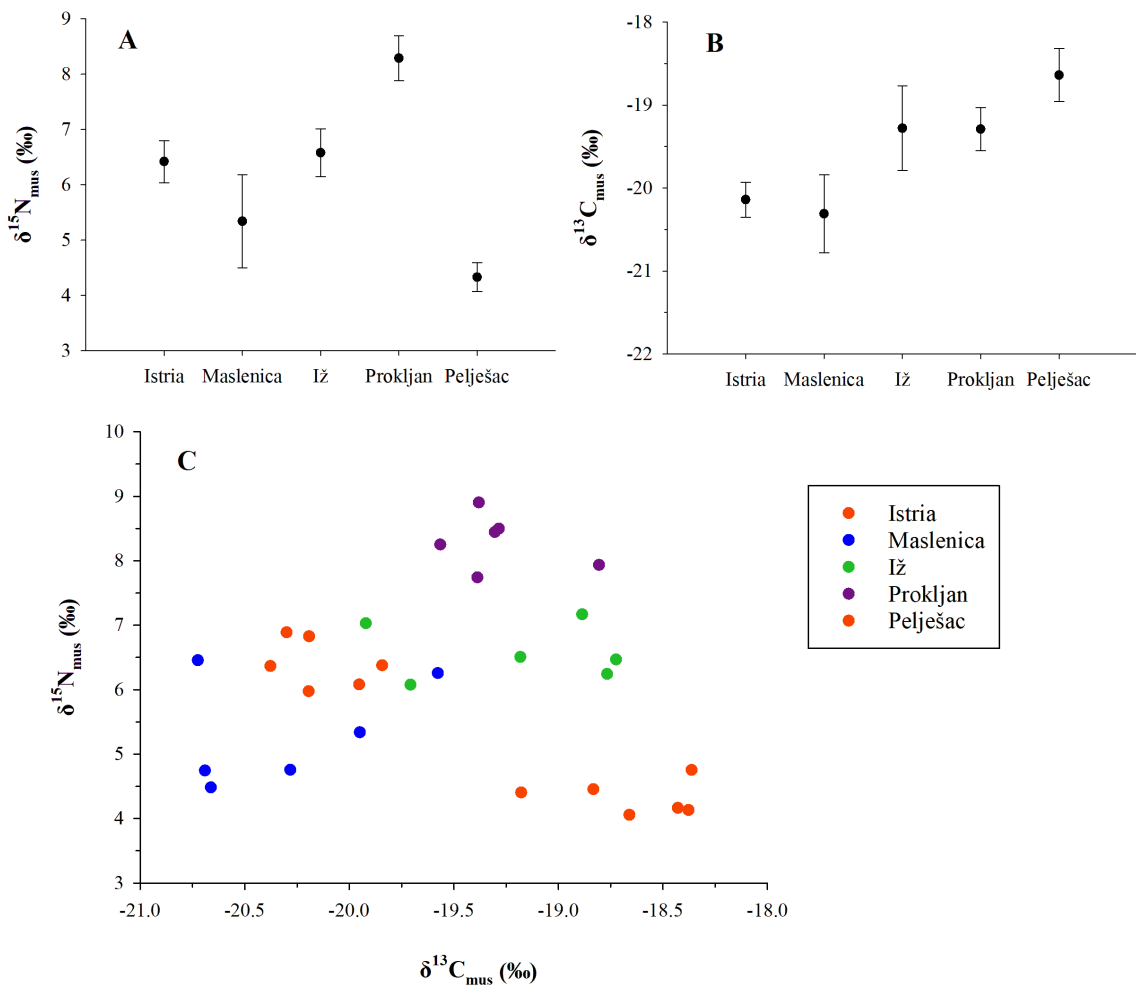 A
δ15Nmus (‰)
9
8
7
6
5
4
3
Istria Maslenica Iž Prokljan Pelješac
B
δ13Cmus (‰)
-18
-19
-20
-21
-22
Istria Maslenica Iž Prokljan Pelješac
C
δ15Nmus (‰)
10
9
8
7
6
5
4
3
-21.0 -20.5 -20.0 -19.5 -19.0 -18.5 -18.0
δ13Cmus (‰)
Istria
Maslenica
Iž
Prokljan
Pelješac